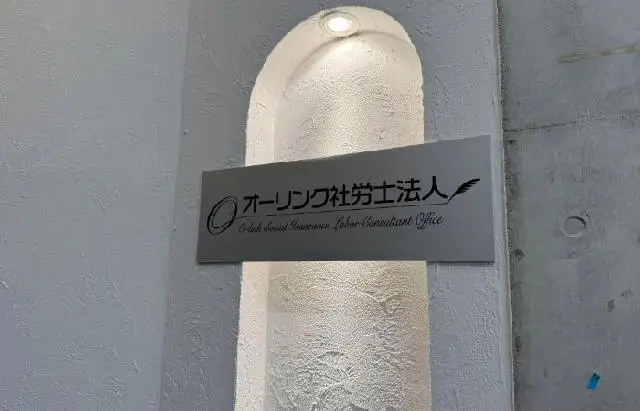 オーリンク社労士法人
O-link Social Insurance Labor Consultant Office